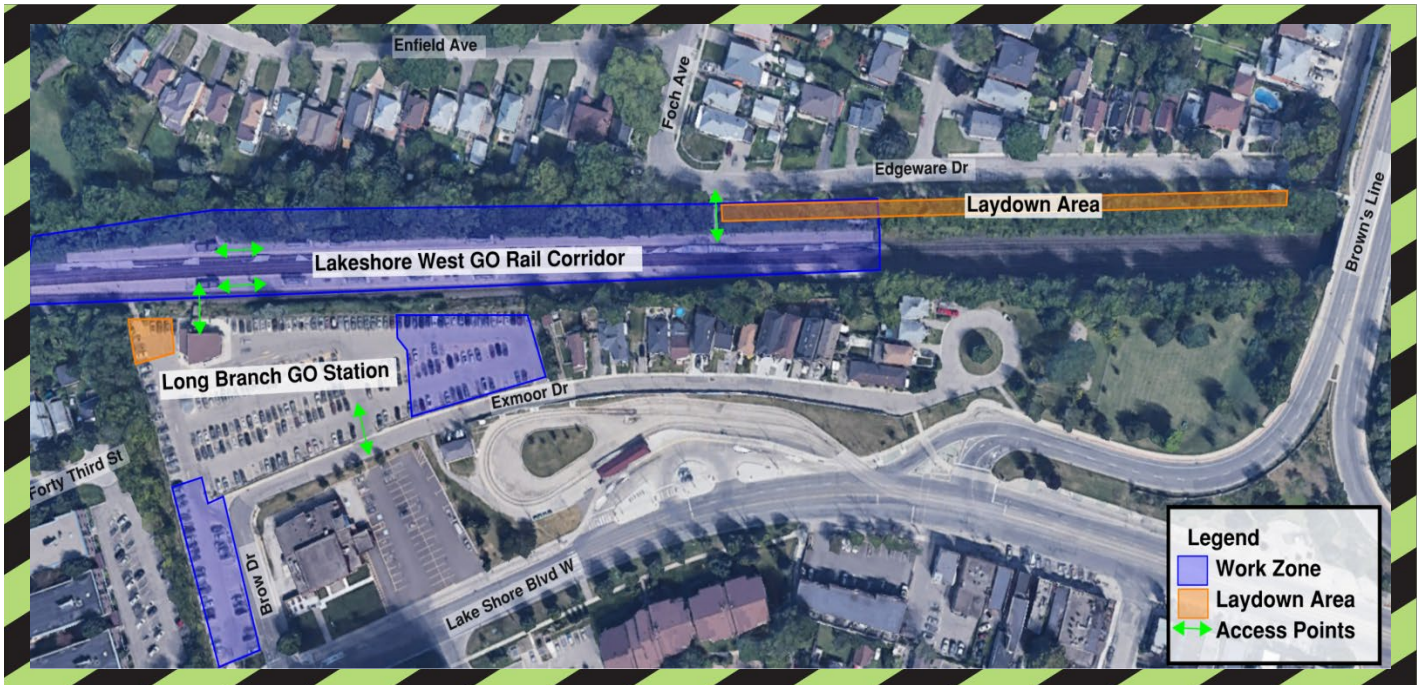 Enfield Ave
Foch Ave
Edgeware Dr
Laydown Area
Brown's Line
Lakeshore West GO Rail Corridor
Long Branch GO Station
Exmoor Dr
Forty Third St
Brow Dr
Lake Shore Blvd W
Legend
Work Zone
Laydown Area
Access Points